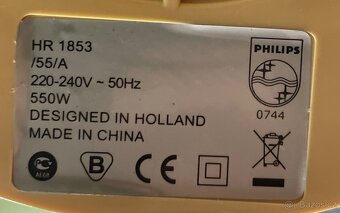 HR 1853
/55/A
220-240V ~ 50Hz
550W
DESIGNED IN HOLLAND
MADE IN CHINA
PHILIPS
0744
B
CE